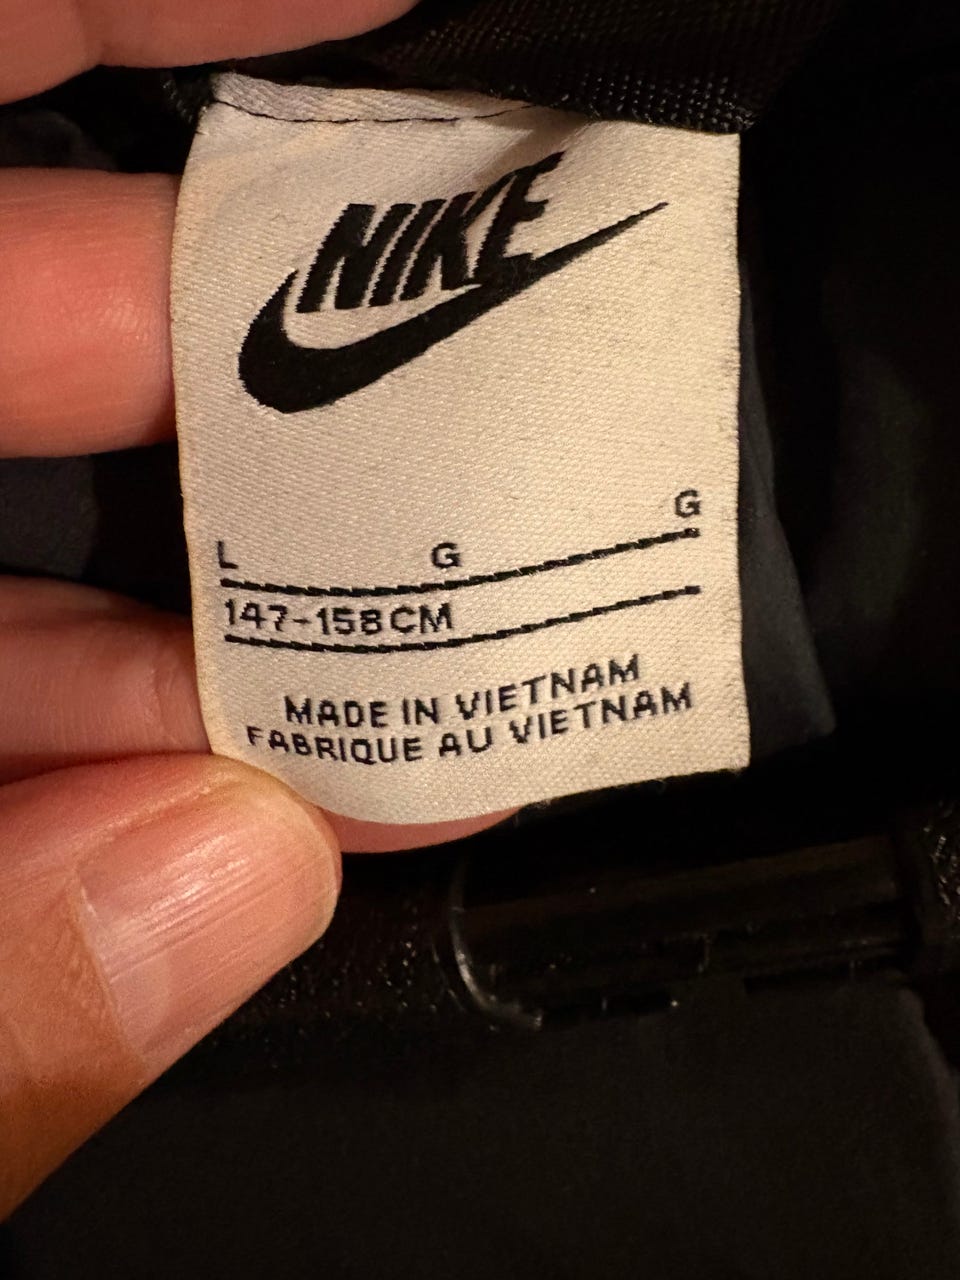 NIKE
L G G
147-158CM
MADE IN VIETNAM
FABRIQUE AU VIETNAM